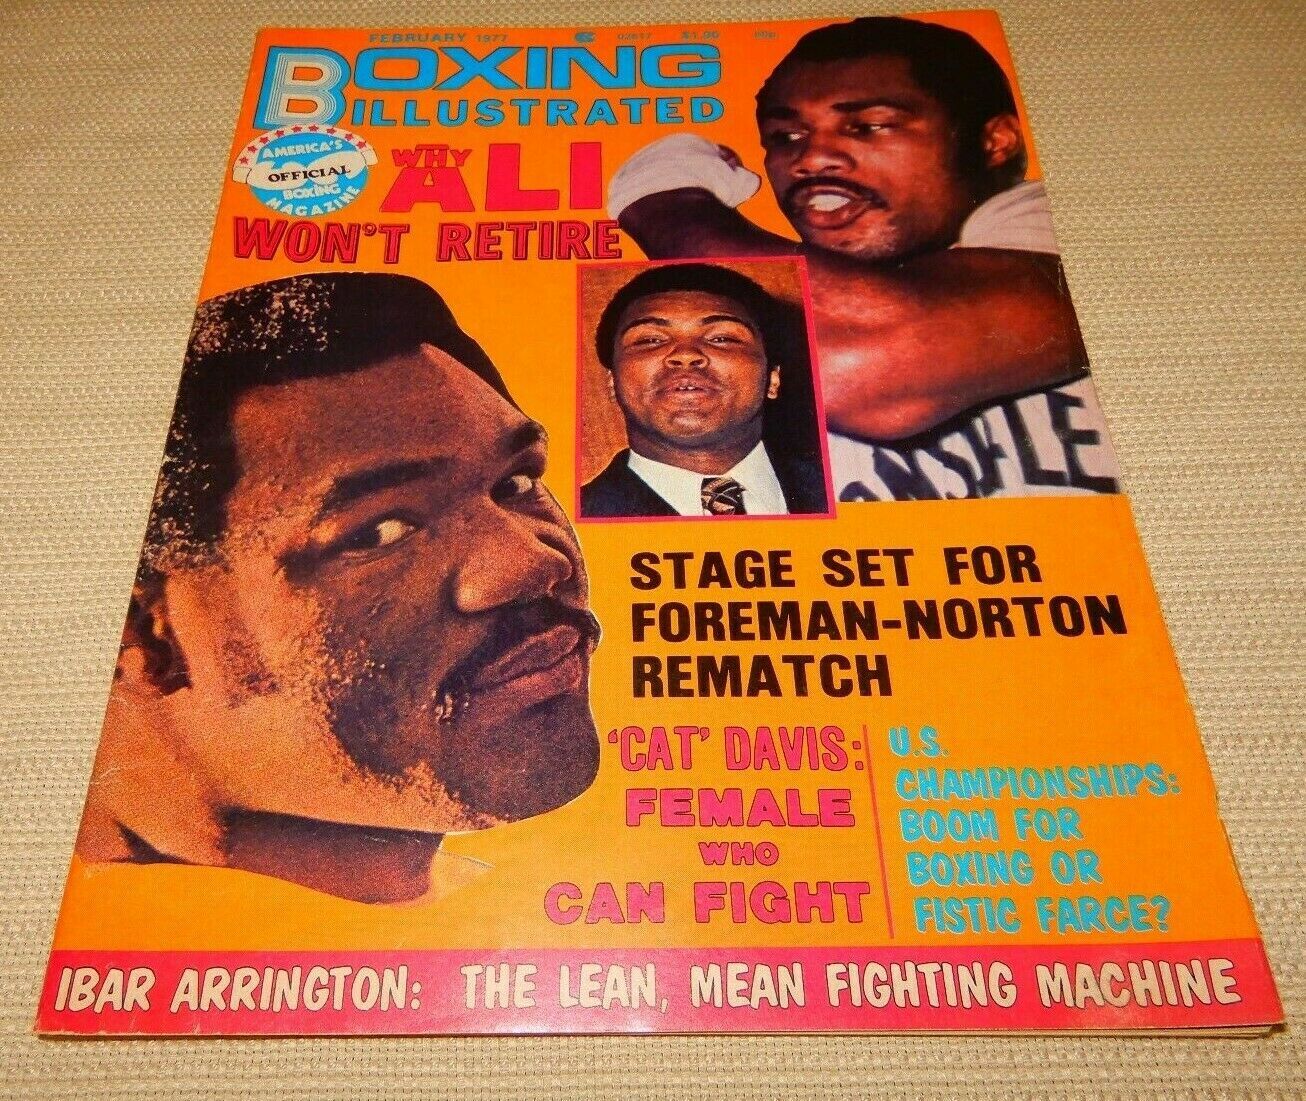 FEBRUARY 1977 02617 $1.00 60p
BOXING
ILLUSTRATED
AMERICA'S
OFFICIAL
BOXING
MAGAZINE
WHY
ALI
WON'T RETIRE
STAGE SET FOR
FOREMAN-NORTON
REMATCH
'CAT' DAVIS:
FEMALE
WHO
CAN FIGHT
U.S.
CHAMPIONSHIPS:
BOOM FOR
BOXING OR
FISTIC FARCE?
IBAR ARRINGTON: THE LEAN, MEAN FIGHTING MACHINE